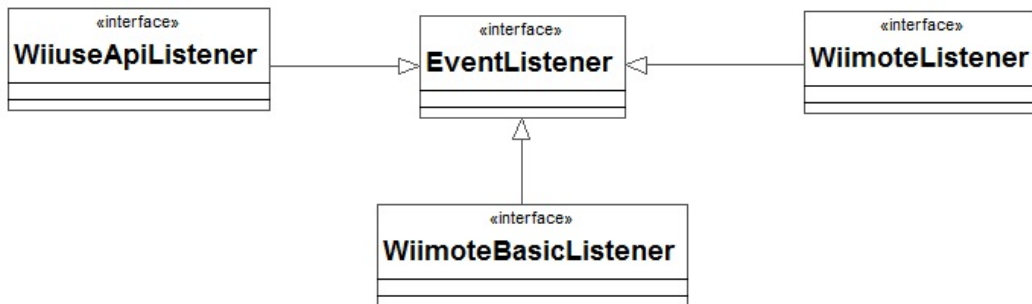 «interface»
WiiuseApiListener
«interface»
EventListener
«interface»
WiimoteListener
«interface»
WiimoteBasicListener